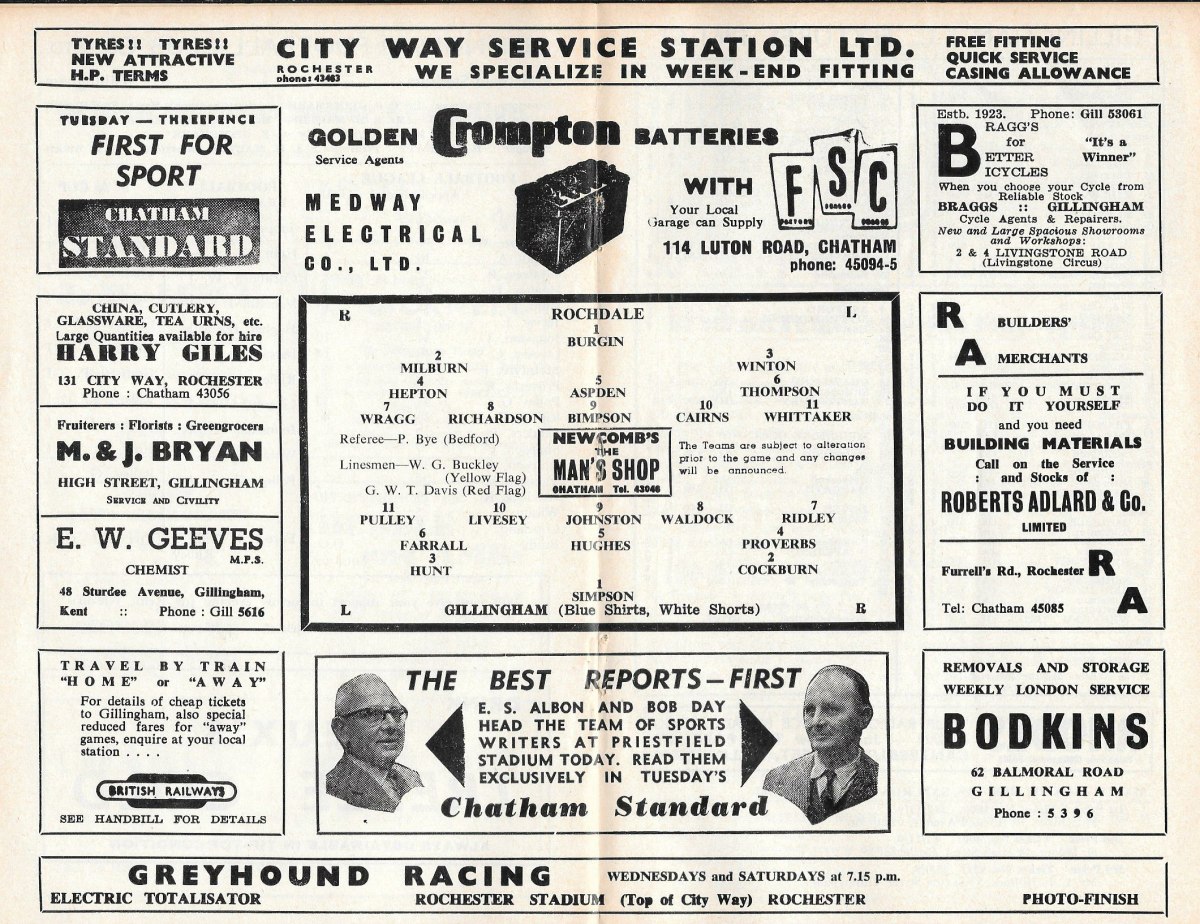 TYRES!! TYRES!!
NEW ATTRACTIVE
H.P. TERMS
CITY WAY SERVICE STATION LTD.
ROCHESTER
phone: 43463
WE SPECIALIZE IN WEEK-END FITTING
FREE FITTING
QUICK SERVICE
CASING ALLOWANCE
TUESDAY — THREEPENCE
FIRST FOR
SPORT
CHATHAM
STANDARD
GOLDEN Crompton BATTERIES
Service Agents
MEDWAY
ELECTRICAL
CO., LTD.
WITH
Your Local
Garage can Supply
FSC
114 LUTON ROAD, CHATHAM
phone: 45094-5
Estb. 1923. Phone: Gill 53061
BRAGG'S
for
BETTER
BICYCLES
"It's a
Winner"
When you choose your Cycle from
Reliable Stock
BRAGGS :: GILLINGHAM
Cycle Agents & Repairers.
New and Large Spacious Showrooms
and Workshops:
2 & 4 LIVINGSTONE ROAD
(Livingstone Circus)
CHINA, CUTLERY,
GLASSWARE, TEA URNS, etc.
Large Quantities available for hire
HARRY GILES
131 CITY WAY, ROCHESTER
Phone : Chatham 43056
Fruiterers : Florists : Greengrocers
M. & J. BRYAN
HIGH STREET, GILLINGHAM
SERVICE AND CIVILITY
E. W. GEEVES
M.P.S.
CHEMIST
48 Sturdee Avenue, Gillingham,
Kent :: Phone : Gill 5616
R ROCHDALE L
1
BURGIN
2 3
MILBURN WINTON
4 5 6
HEPTON ASPDEN THOMPSON
7 8 9 10 11
WRAGG RICHARDSON BIMPSON CAIRNS WHITTAKER
Referee—P. Bye (Bedford)
Linesmen—W. G. Buckley
(Yellow Flag)
G. W. T. Davis (Red Flag)
NEWCOMB'S
THE
MAN'S SHOP
CHATHAM Tel. 43046
The Teams are subject to alteration
prior to the game and any changes
will be announced.
11 10 9 8 7
PULLEY LIVESEY JOHNSTON WALDOCK RIDLEY
6 5 4
FARRALL HUGHES PROVERBS
3 2
HUNT COCKBURN
1
SIMPSON
L GILLINGHAM (Blue Shirts, White Shorts) R
R BUILDERS'
A MERCHANTS
IF YOU MUST
DO IT YOURSELF
and you need
BUILDING MATERIALS
Call on the Service
: and Stocks of :
ROBERTS ADLARD & Co.
LIMITED
Furrell's Rd., Rochester R
Tel: Chatham 45085 A
TRAVEL BY TRAIN
"HOME" or "AWAY"
For details of cheap tickets
to Gillingham, also special
reduced fares for "away"
games, enquire at your local
station . . . .
BRITISH RAILWAYS
SEE HANDBILL FOR DETAILS
THE BEST REPORTS—FIRST
E. S. ALBON AND BOB DAY
HEAD THE TEAM OF SPORTS
WRITERS AT PRIESTFIELD
STADIUM TODAY. READ THEM
EXCLUSIVELY IN TUESDAY'S
Chatham Standard
REMOVALS AND STORAGE
WEEKLY LONDON SERVICE
BODKINS
62 BALMORAL ROAD
GILLINGHAM
Phone : 5396
GREYHOUND RACING WEDNESDAYS and SATURDAYS at 7.15 p.m.
ELECTRIC TOTALISATOR ROCHESTER STADIUM (Top of City Way) ROCHESTER PHOTO-FINISH